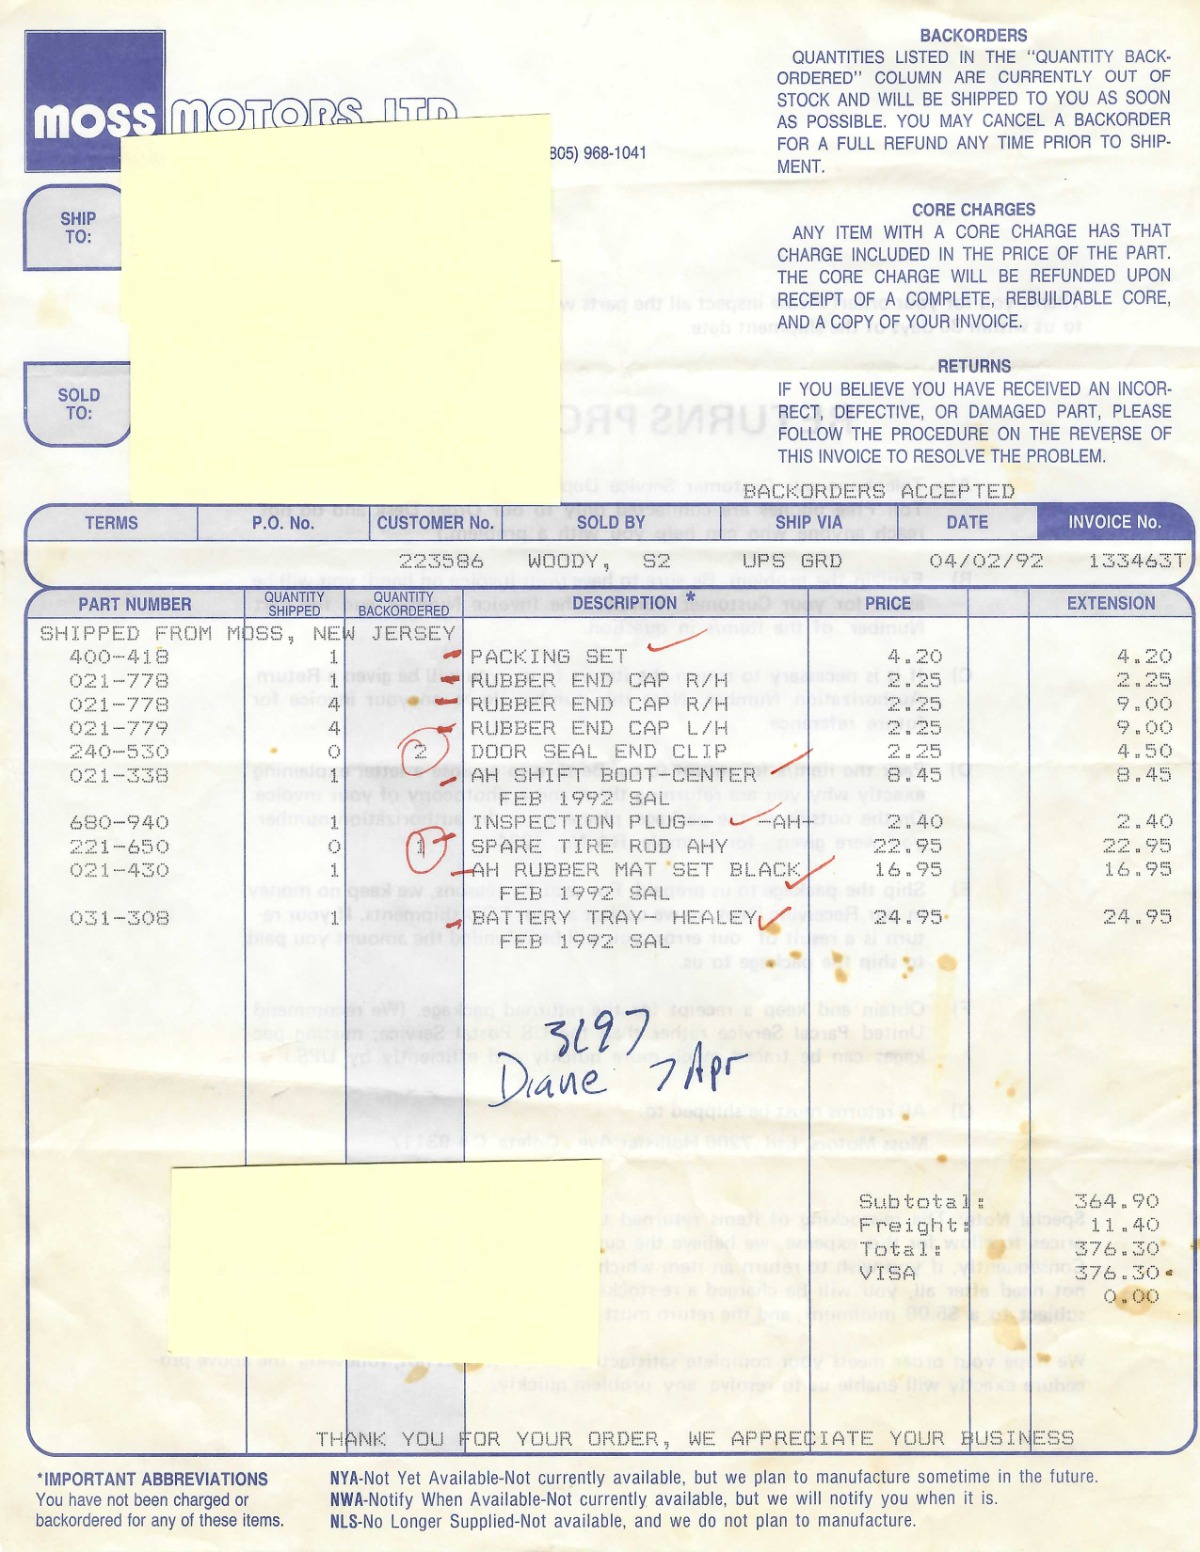 moss MOTORS, LTD.
805) 968-1041
BACKORDERS
QUANTITIES LISTED IN THE "QUANTITY BACK-
ORDERED" COLUMN ARE CURRENTLY OUT OF
STOCK AND WILL BE SHIPPED TO YOU AS SOON
AS POSSIBLE. YOU MAY CANCEL A BACKORDER
FOR A FULL REFUND ANY TIME PRIOR TO SHIP-
MENT.
CORE CHARGES
ANY ITEM WITH A CORE CHARGE HAS THAT
CHARGE INCLUDED IN THE PRICE OF THE PART.
THE CORE CHARGE WILL BE REFUNDED UPON
RECEIPT OF A COMPLETE, REBUILDABLE CORE,
AND A COPY OF YOUR INVOICE.
RETURNS
IF YOU BELIEVE YOU HAVE RECEIVED AN INCOR-
RECT, DEFECTIVE, OR DAMAGED PART, PLEASE
FOLLOW THE PROCEDURE ON THE REVERSE OF
THIS INVOICE TO RESOLVE THE PROBLEM.
SHIP
TO:
SOLD
TO:
BACKORDERS ACCEPTED
TERMS P.O. No. CUSTOMER No. SOLD BY SHIP VIA DATE INVOICE No.
223586 WOODY, S2 UPS GRD 04/02/92 133463T
PART NUMBER QUANTITY SHIPPED QUANTITY BACKORDERED DESCRIPTION * PRICE EXTENSION
SHIPPED FROM MOSS, NEW JERSEY
400-418 1 PACKING SET 4.20 4.20
021-778 1 RUBBER END CAP R/H 2.25 2.25
021-778 4 RUBBER END CAP R/H 2.25 9.00
021-779 4 RUBBER END CAP L/H 2.25 9.00
240-530 0 2 DOOR SEAL END CLIP 2.25 4.50
021-338 1 AH SHIFT BOOT-CENTER 8.45 8.45
FEB 1992 SAL
680-940 1 INSPECTION PLUG-- -AH- 2.40 2.40
221-650 0 1 SPARE TIRE ROD AHY 22.95 22.95
021-430 1 AH RUBBER MAT SET BLACK 16.95 16.95
FEB 1992 SAL
031-308 1 BATTERY TRAY- HEALEY 24.95 24.95
FEB 1992 SAL
Diane 7 Apr
Subtotal: 364.90
Freight: 11.40
Total: 376.30
VISA 376.30
0.00
THANK YOU FOR YOUR ORDER, WE APPRECIATE YOUR BUSINESS
*IMPORTANT ABBREVIATIONS
You have not been charged or
backordered for any of these items.
NYA-Not Yet Available-Not currently available, but we plan to manufacture sometime in the future.
NWA-Notify When Available-Not currently available, but we will notify you when it is.
NLS-No Longer Supplied-Not available, and we do not plan to manufacture.